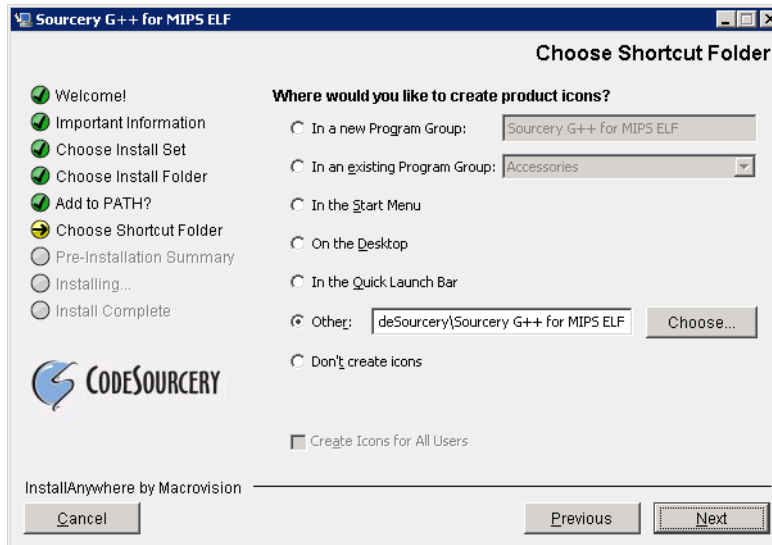 Sourcery G++ for MIPS ELF
Choose Shortcut Folder
Welcome!
Important Information
Choose Install Set
Choose Install Folder
Add to PATH?
Choose Shortcut Folder
Pre-Installation Summary
Installing...
Install Complete
CODESOURCERY
Where would you like to create product icons?
In a new Program Group: Sourcery G++ for MIPS ELF
In an existing Program Group: Accessories
In the Start Menu
On the Desktop
In the Quick Launch Bar
Other: deSourcery\Sourcery G++ for MIPS ELF Choose...
Don't create icons
Create Icons for All Users
InstallAnywhere by Macrovision
Cancel Previous Next